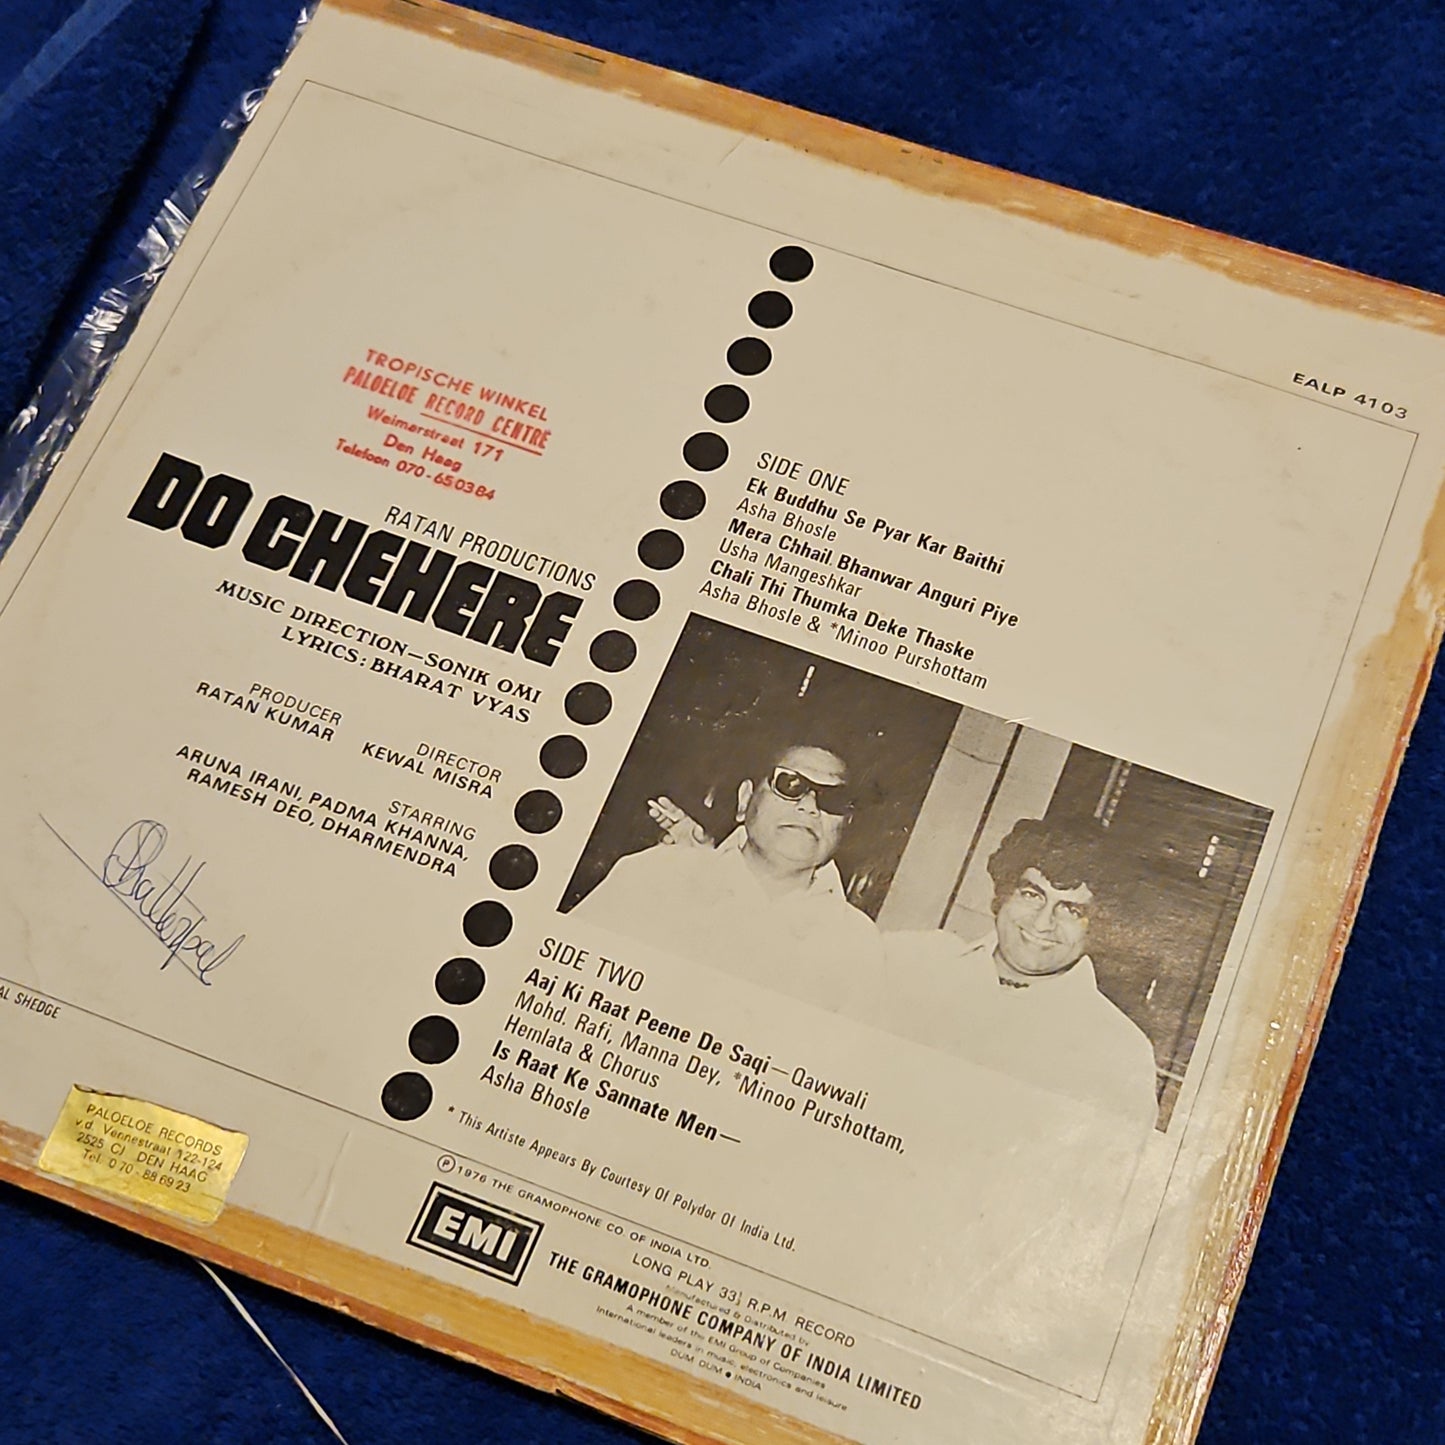 EALP 4103
TROPISCHE WINKEL
PALOELOE RECORD CENTRE
Weimarstraat 171
Den Haag
Telefoon 070-650384
RATAN PRODUCTIONS
DO CHEHERE
MUSIC DIRECTION—SONIK OMI
LYRICS: BHARAT VYAS
PRODUCER
RATAN KUMAR
DIRECTOR
KEWAL MISRA
STARRING
ARUNA IRANI, PADMA KHANNA,
RAMESH DEO, DHARMENDRA
AL SHEDGE
PALOELOE RECORDS
v.d. Vennestraat 122-124
2525 CJ DEN HAAG
Tel. 070-886923
SIDE ONE
Ek Buddhu Se Pyar Kar Baithi
Asha Bhosle
Mera Chhail Bhanwar Anguri Piye
Usha Mangeshkar
Chali Thi Thumka Deke Thaske
Asha Bhosle & *Minoo Purshottam
SIDE TWO
Aaj Ki Raat Peene De Saqi—Qawwali
Mohd. Rafi, Manna Dey, *Minoo Purshottam,
Hemlata & Chorus
Is Raat Ke Sannate Men—
Asha Bhosle
* This Artiste Appears By Courtesy Of Polydor Of India Ltd.
℗ 1976 THE GRAMOPHONE CO. OF INDIA LTD.
EMI
LONG PLAY 33⅓ R.P.M. RECORD
Manufactured & Distributed by
THE GRAMOPHONE COMPANY OF INDIA LIMITED
A member of the EMI Group of Companies
International leaders in music, electronics and leisure
DUM DUM • INDIA